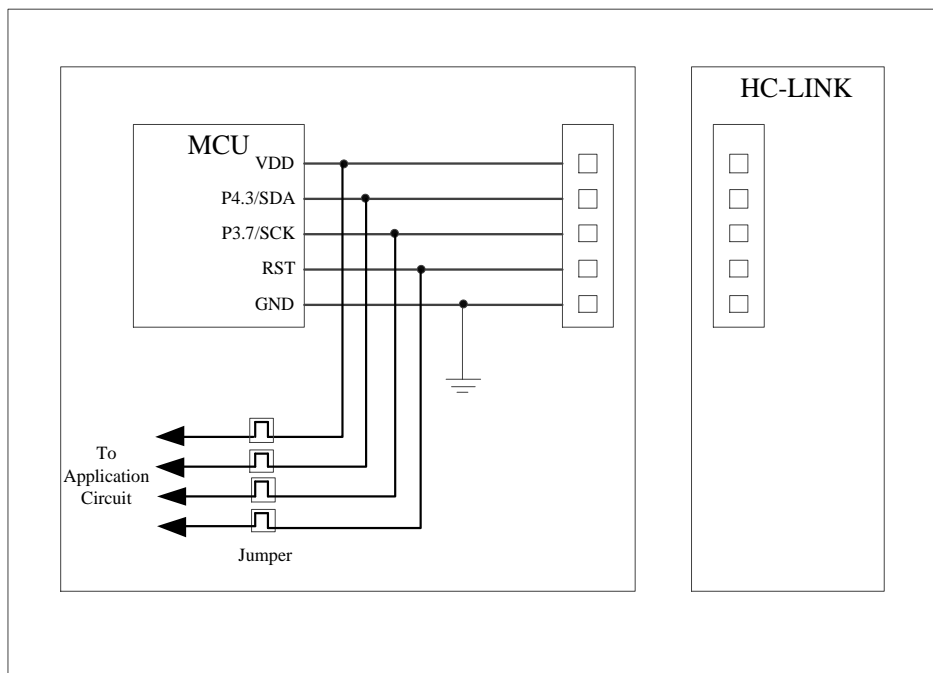 HC-LINK
MCU
VDD
P4.3/SDA
P3.7/SCK
RST
GND
To
Application
Circuit
Jumper